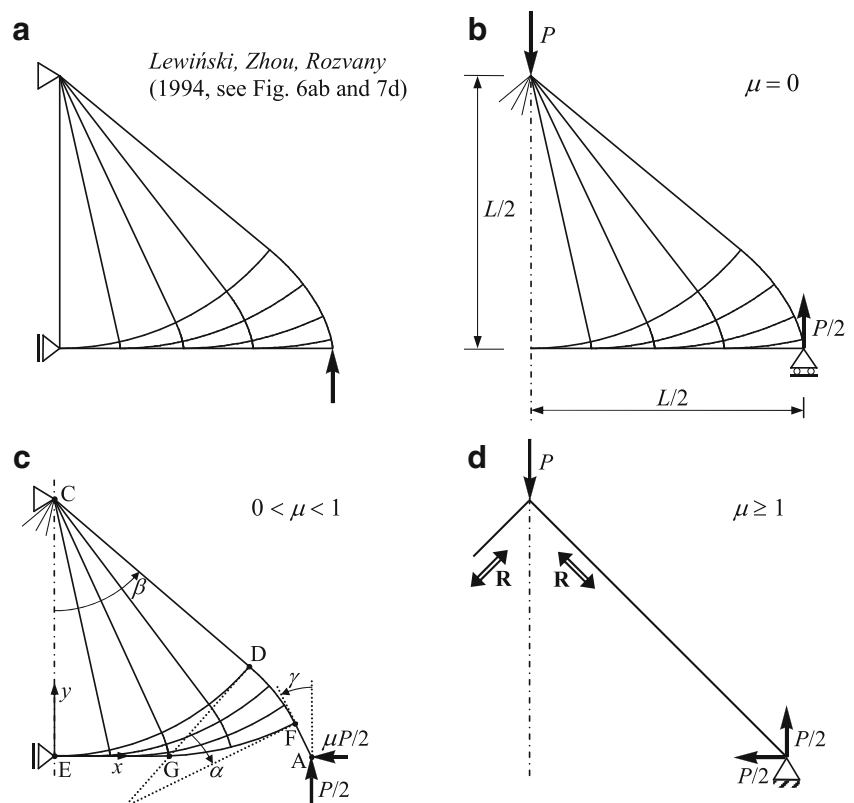 a
Lewiński, Zhou, Rozvany
(1994, see Fig. 6ab and 7d)
b
P
μ = 0
L/2
P/2
L/2
c
C
0 < μ < 1
β
D
γ
y
F
μP/2
E
x
G
α
A
P/2
d
P
μ ≥ 1
R
R
P/2
P/2